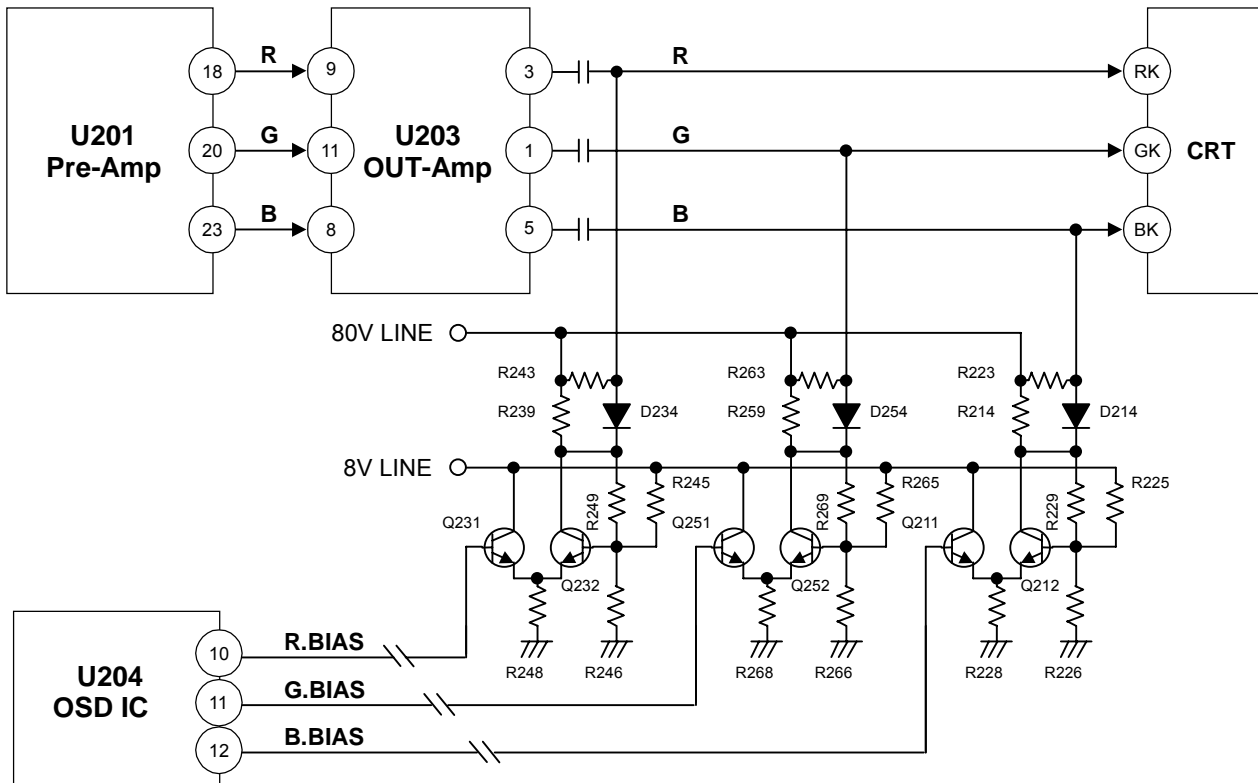 R
R
18
9
3
RK
U201
Pre-Amp
G
U203
OUT-Amp
G
20
11
1
GK
CRT
B
B
23
8
5
BK
80V LINE
R243
R263
R223
R239
D234
R259
D254
R214
D214
8V LINE
R245
R265
R225
R249
R269
R229
Q231
Q251
Q211
Q232
Q252
Q212
R248
R246
R268
R266
R228
R226
U204
OSD IC
10
R.BIAS
11
G.BIAS
12
B.BIAS